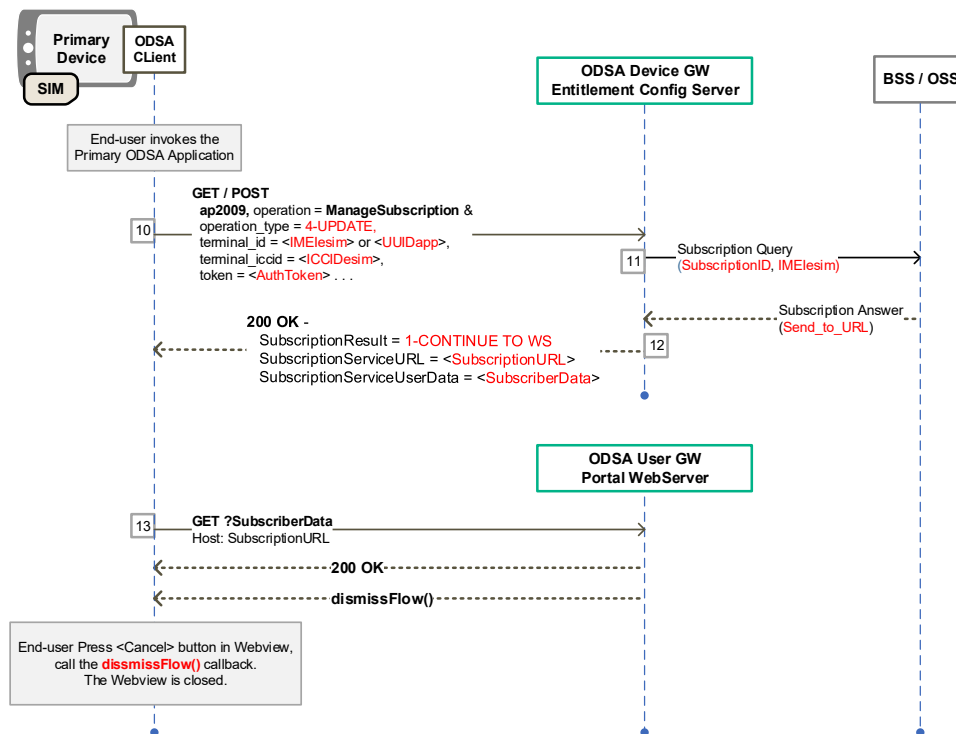 Primary
Device
SIM
ODSA
CLient
ODSA Device GW
Entitlement Config Server
BSS / OSS
End-user invokes the
Primary ODSA Application
GET / POST
ap2009, operation = ManageSubscription &
operation_type = 4-UPDATE,
terminal_id = <IMEIesim> or <UUIDapp>,
terminal_iccid = <ICCIDesim>,
token = <AuthToken> . . .
10
11
Subscription Query
(SubscriptionID, IMEIesim)
Subscription Answer
(Send_to_URL)
12
200 OK -
SubscriptionResult = 1-CONTINUE TO WS
SubscriptionServiceURL = <SubscriptionURL>
SubscriptionServiceUserData = <SubscriberData>
ODSA User GW
Portal WebServer
13
GET ?SubscriberData
Host: SubscriptionURL
200 OK
dismissFlow()
End-user Press <Cancel> button in Webview,
call the dissmissFlow() callback.
The Webview is closed.